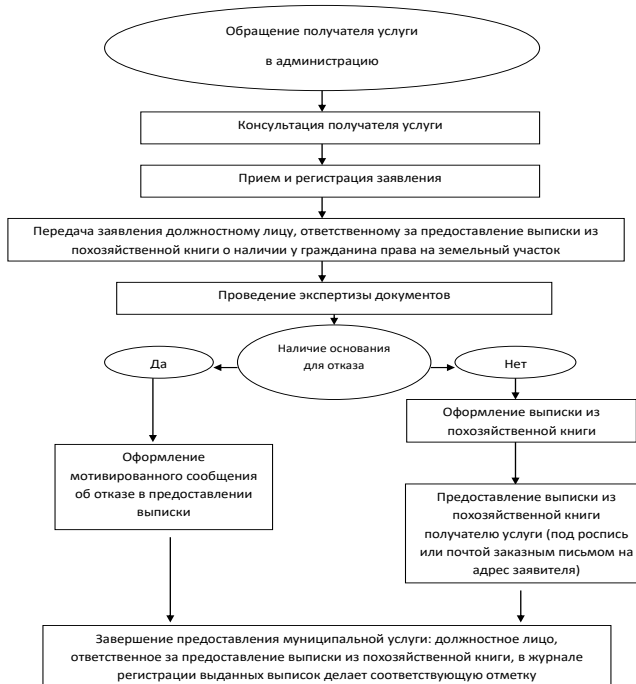 Обращение получателя услуги
в администрацию
Консультация получателя услуги
Прием и регистрация заявления
Передача заявления должностному лицу, ответственному за предоставление выписки из
похозяйственной книги о наличии у гражданина права на земельный участок
Проведение экспертизы документов
Наличие основания
для отказа
Да
Нет
Оформление выписки из
похозяйственной книги
Оформление
мотивированного сообщения
об отказе в предоставлении
выписки
Предоставление выписки из
похозяйственной книги
получателю услуги (под роспись
или почтой заказным письмом на
адрес заявителя)
Завершение предоставления муниципальной услуги: должностное лицо,
ответственное за предоставление выписки из похозяйственной книги, в журнале
регистрации выданных выписок делает соответствующую отметку